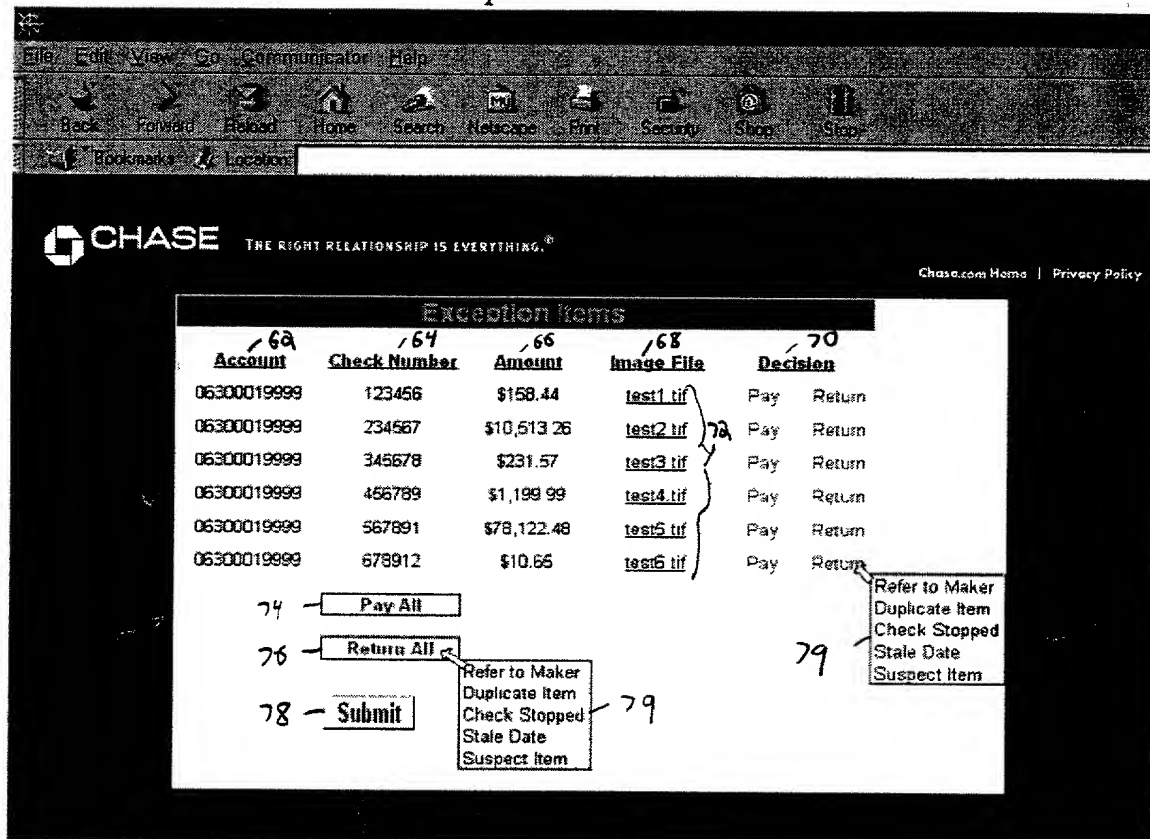 File Edit View Go Communicator Help
Back Forward Reload Home Search Netscape Print Security Shop Stop
Bookmarks Location:
CHASE THE RIGHT RELATIONSHIP IS EVERYTHING.®
Chase.com Home | Privacy Policy
Exception Items
62 64 66 68 70
Account Check Number Amount Image File Decision
06300019999 123456 $158.44 test1.tif Pay Return
06300019999 234567 $10,513.26 test2.tif 72 Pay Return
06300019999 345678 $231.57 test3.tif Pay Return
06300019999 456789 $1,199.99 test4.tif Pay Return
06300019999 567891 $78,122.48 test5.tif Pay Return
06300019999 678912 $10.65 test6.tif Pay Return
Refer to Maker
Duplicate Item
Check Stopped
Stale Date
Suspect Item
79
74 Pay All
76 Return All
Refer to Maker
Duplicate Item
Check Stopped
Stale Date
Suspect Item
79
78 Submit